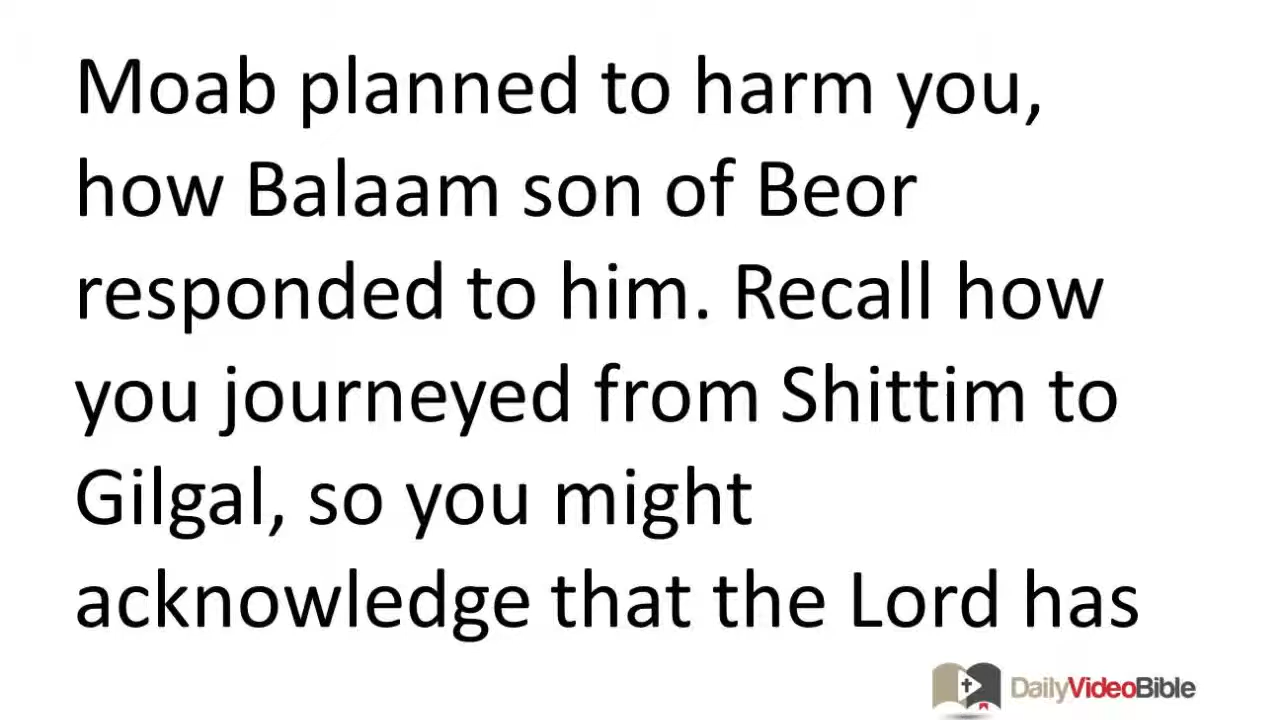 Moab planned to harm you,
how Balaam son of Beor
responded to him. Recall how
you journeyed from Shittim to
Gilgal, so you might
acknowledge that the Lord has
DailyVideoBible